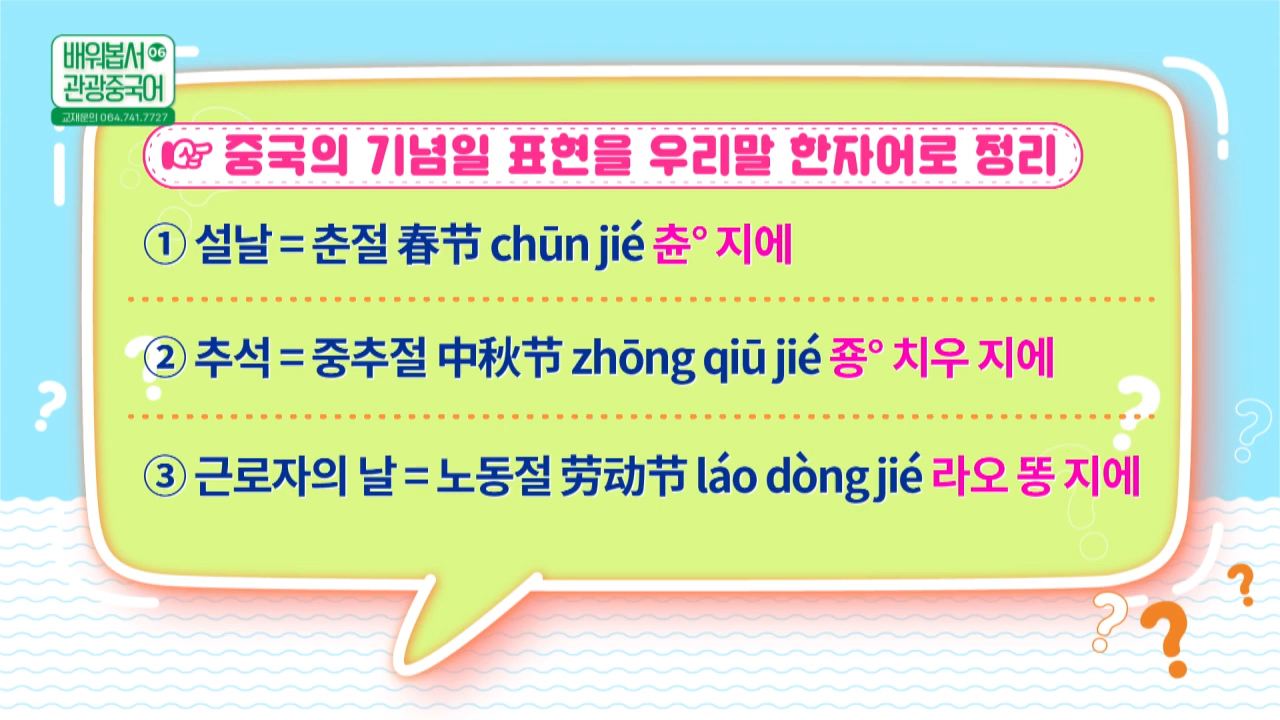 배워봅서 06
관광중국어
교재문의 064.741.7727
삼 중국의 기념일 표현을 우리말 한자어로 정리
① 설날 = 춘절 春节 chūn jié 츈° 지에
② 추석 = 중추절 中秋节 zhōng qiū jié 죵° 치우 지에
③ 근로자의 날 = 노동절 劳动节 láo dòng jié 라오 똥 지에